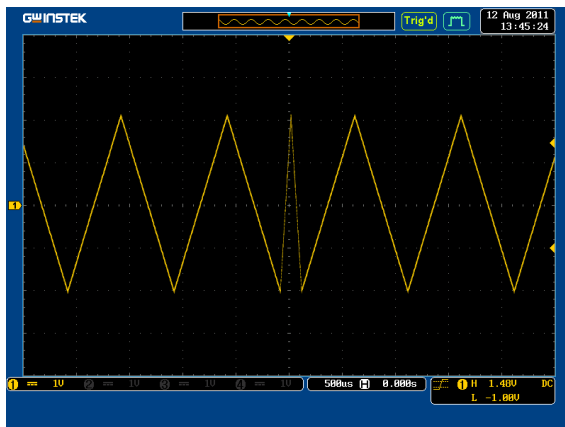 GWINSTEK
Trig'd
12 Aug 2011
13:45:24
1
1 1V 2 1V 3 1V 4 1V
500us H 0.000s
1 H 1.48V DC
L -1.00V